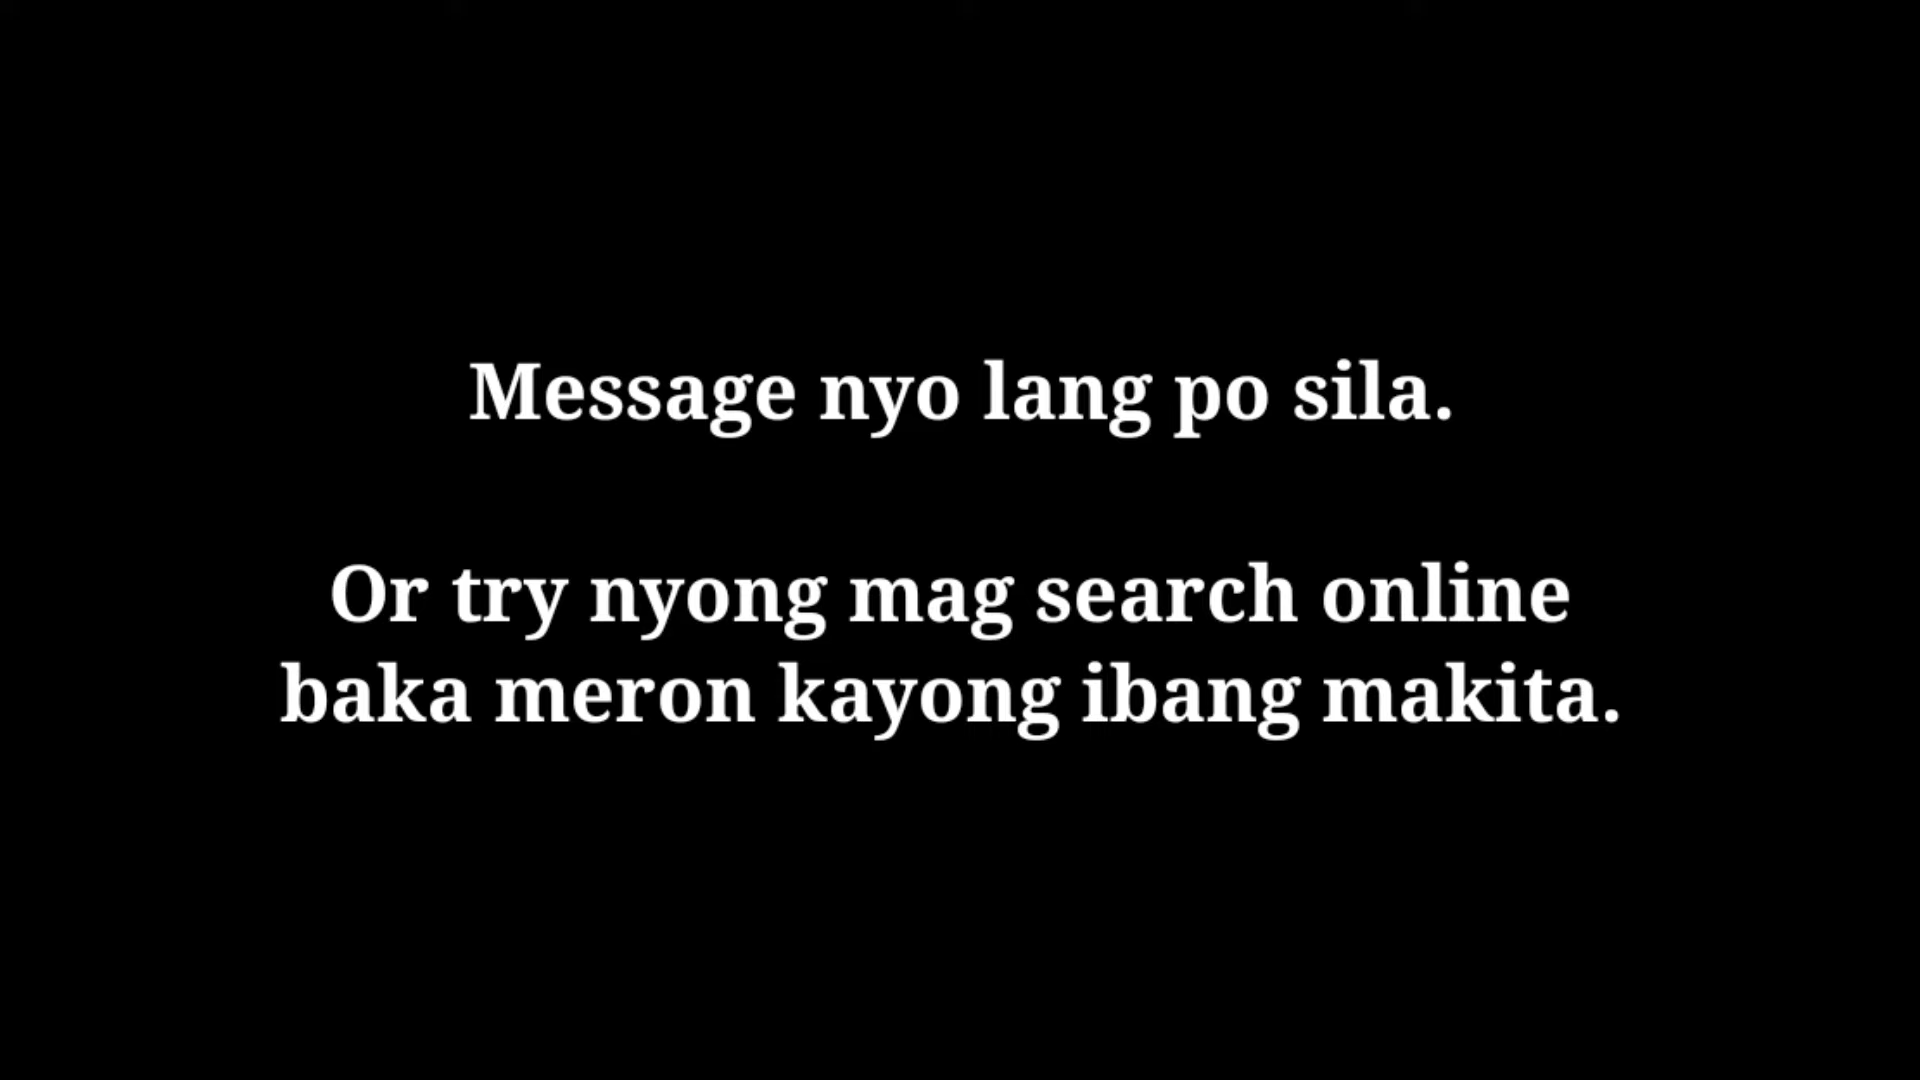 Message nyo lang po sila.
Or try nyong mag search online
baka meron kayong ibang makita.